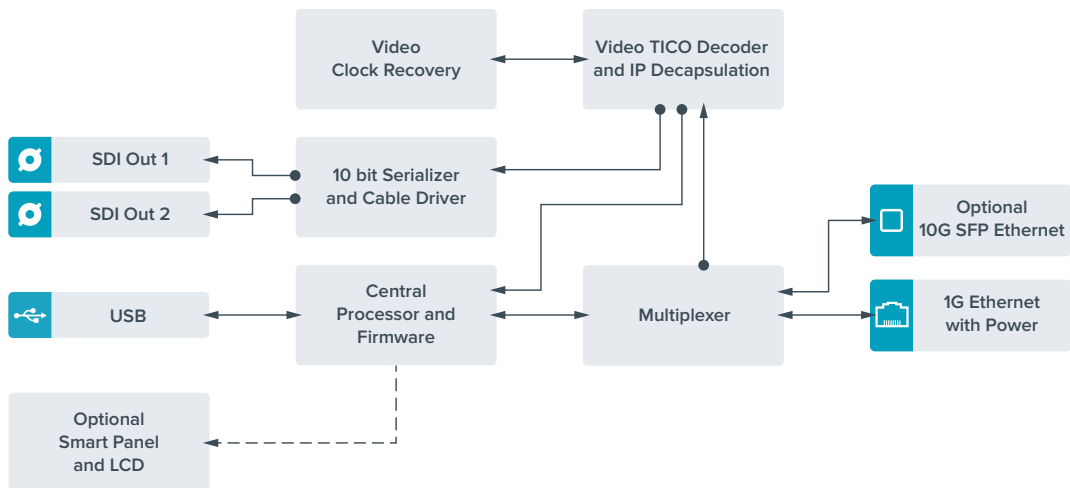 Video
Clock Recovery
Video TICO Decoder
and IP Decapsulation
SDI Out 1
SDI Out 2
10 bit Serializer
and Cable Driver
Optional
10G SFP Ethernet
USB
Central
Processor and
Firmware
Multiplexer
1G Ethernet
with Power
Optional
Smart Panel
and LCD